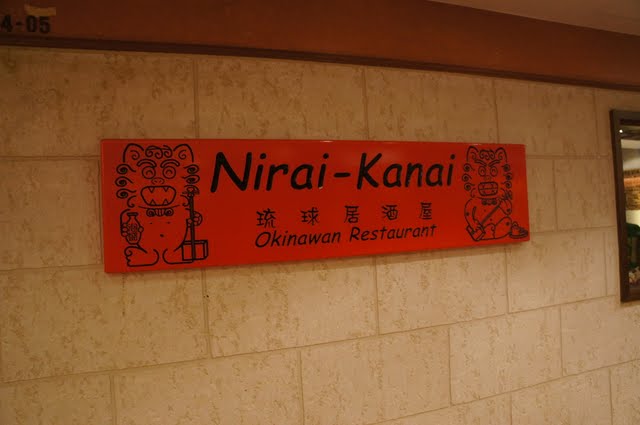 4-05
Nirai-Kanai
琉球居酒屋
Okinawan Restaurant